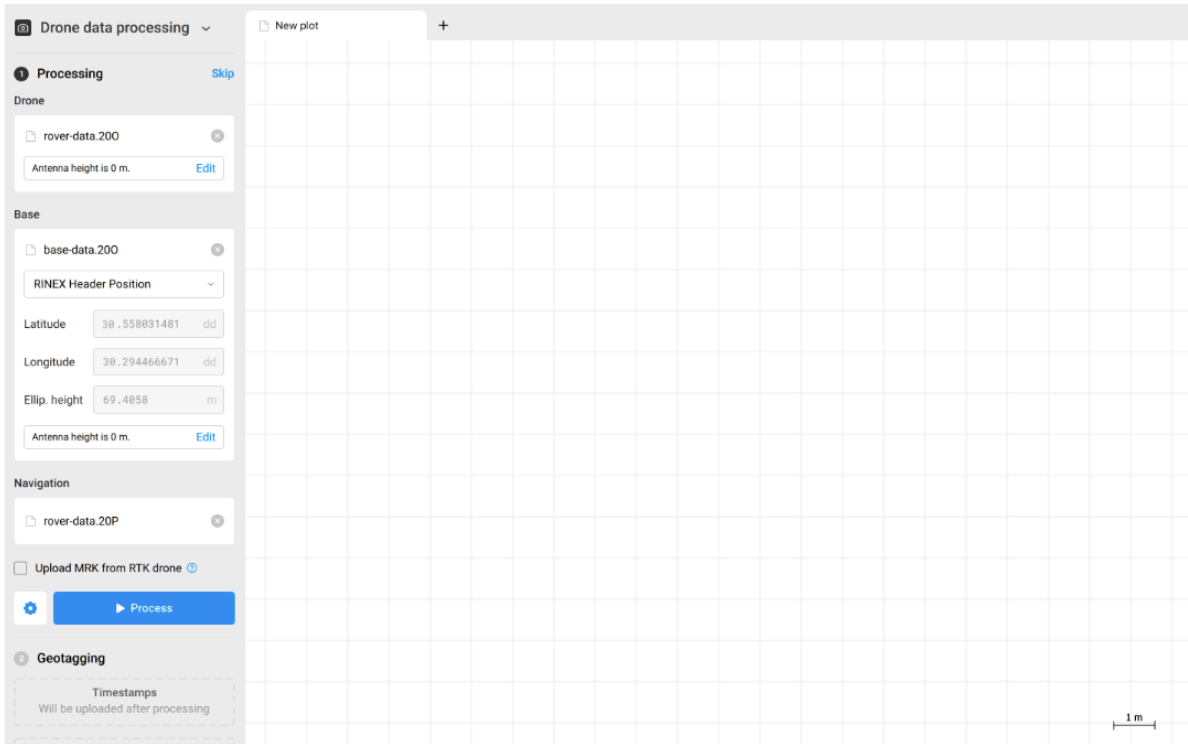 Drone data processing
New plot
+
1 Processing Skip
Drone
rover-data.20O
Antenna height is 0 m. Edit
Base
base-data.20O
RINEX Header Position
Latitude 30.558031481 dd
Longitude 30.294466671 dd
Ellip. height 69.4058 m
Antenna height is 0 m. Edit
Navigation
rover-data.20P
Upload MRK from RTK drone ?
Process
2 Geotagging
Timestamps
Will be uploaded after processing
1 m